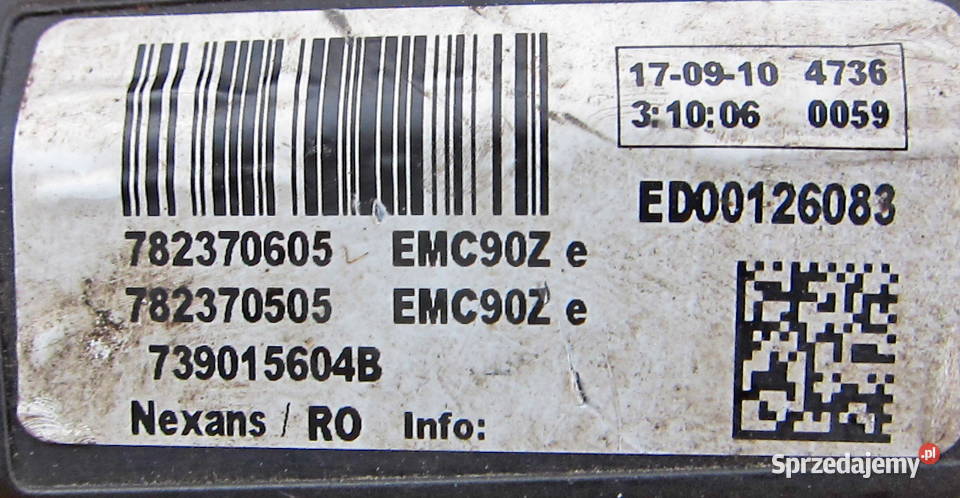 17-09-10 4736
3:10:06 0059
ED00126083
782370605 EMC90Z e
782370505 EMC90Z e
739015604B
Nexans / RO Info:
Sprzedajemy.pl